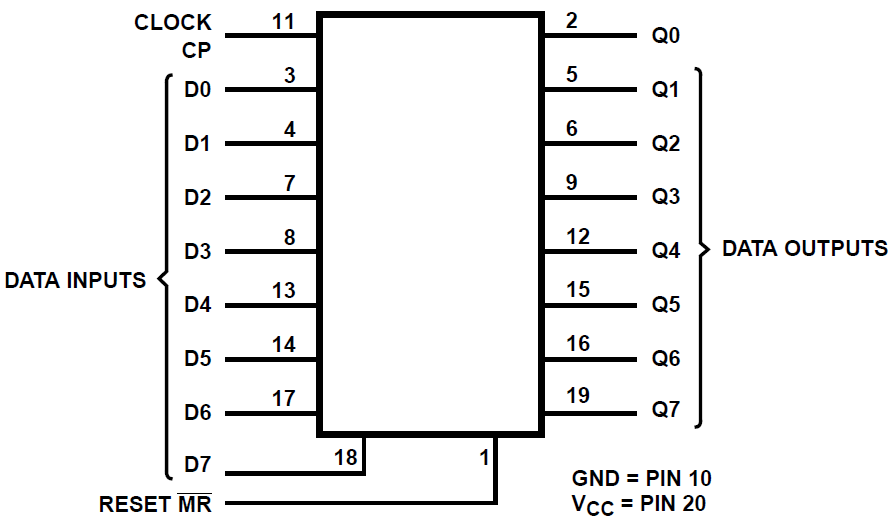 CLOCK 11 2 Q0
CP
D0 3 5 Q1
D1 4 6 Q2
D2 7 9 Q3
D3 8 12 Q4
DATA INPUTS DATA OUTPUTS
D4 13 15 Q5
D5 14 16 Q6
D6 17 19 Q7
D7 18 1
RESET M̅R̅
GND = PIN 10
VCC = PIN 20